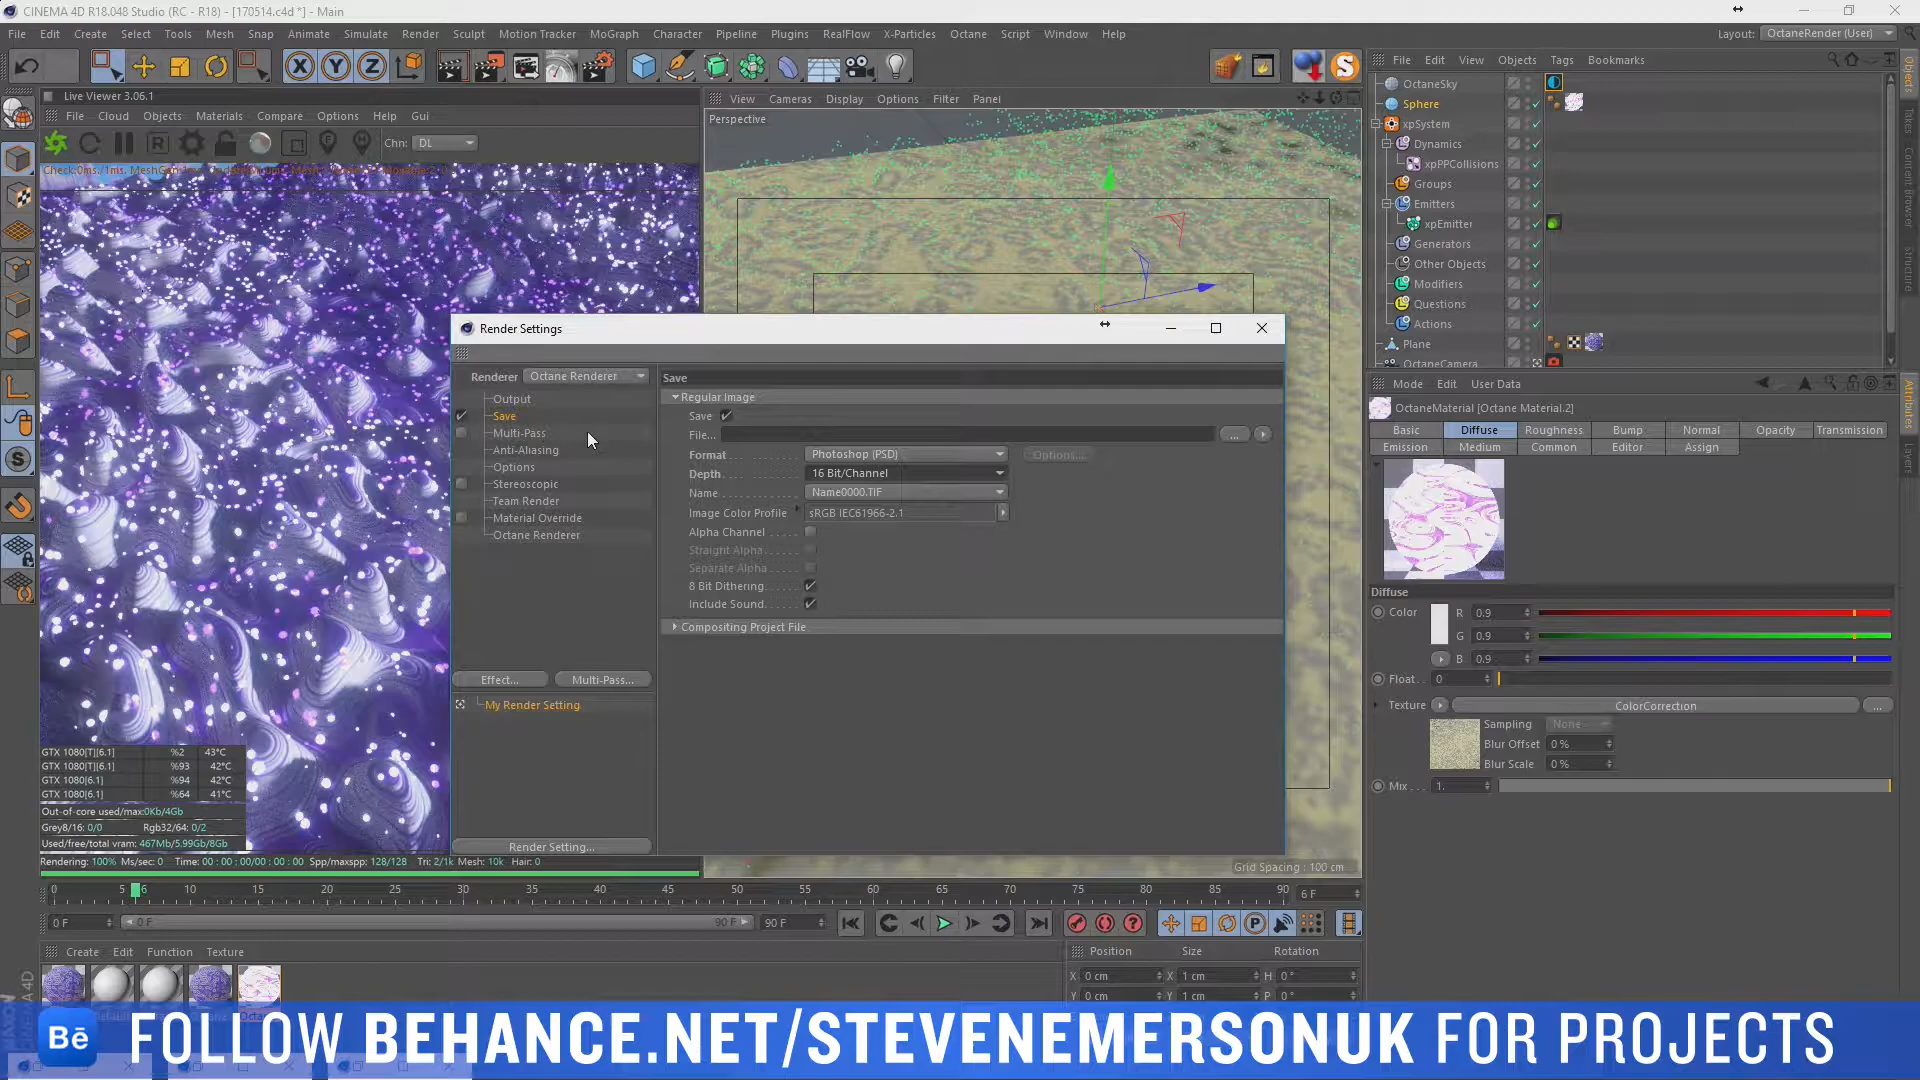 CINEMA 4D R18.048 Studio (RC - R18) - [170514.c4d *] - Main
File Edit Create Select Tools Mesh Snap Animate Simulate Render Sculpt Motion Tracker MoGraph Character Pipeline Plugins RealFlow X-Particles Octane Script Window Help
Layout: OctaneRender (User)
X Y Z
S
Live Viewer 3.06.1
File Cloud Objects Materials Compare Options Help Gui
R
Chn: DL
View Cameras Display Options Filter Panel
Perspective
Render Settings
Renderer Octane Renderer
Output
Save
Multi-Pass
Anti-Aliasing
Options
Stereoscopic
Team Render
Material Override
Octane Renderer
Effect...
Multi-Pass...
My Render Setting
Render Setting...
Save
Regular Image
Save
File...
...
Format Photoshop (PSD)
Options...
Depth 16 Bit/Channel
Name Name0000.TIF
Image Color Profile sRGB IEC61966-2.1
Alpha Channel
Straight Alpha
Separate Alpha
8 Bit Dithering
Include Sound
Compositing Project File
File Edit View Objects Tags Bookmarks
OctaneSky
Sphere
xpSystem
Dynamics
xpPPCollisions
Groups
Emitters
xpEmitter
Generators
Other Objects
Modifiers
Questions
Actions
Plane
OctaneCamera
Objects
Takes
Content Browser
Structure
Attributes
Layers
Mode Edit User Data
OctaneMaterial [Octane Material.2]
Basic Diffuse Roughness Bump Normal Opacity Transmission
Emission Medium Common Editor Assign
Diffuse
Color R 0.9
G 0.9
B 0.9
Float 0
Texture ColorCorrection ...
Sampling None
Blur Offset 0 %
Blur Scale 0 %
Mix 1.
GTX 1080[T][6.1] %2 43°C
GTX 1080[T][6.1] %93 42°C
GTX 1080[6.1] %94 42°C
GTX 1080[6.1] %64 41°C
Out-of-core used/max:0Kb/4Gb
Grey8/16: 0/0 Rgb32/64: 0/2
Used/free/total vram: 467Mb/5.99Gb/8Gb
Rendering: 100% Ms/sec: 0 Time: 00 : 00 : 00/00 : 00 : 00 Spp/maxspp: 128/128 Tri: 2/1k Mesh: 10k Hair: 0
Grid Spacing : 100 cm
0 5 6 10 15 20 25 30 35 40 45 50 55 60 65 70 75 80 85 90 6 F
0 F 0 F 90 F 90 F
P
Create Edit Function Texture
Position Size Rotation
X 0 cm X 1 cm H 0 °
Y 0 cm Y 1 cm P 0 °
CINEMA 4D
Bē FOLLOW BEHANCE.NET/STEVENEMERSONUK FOR PROJECTS